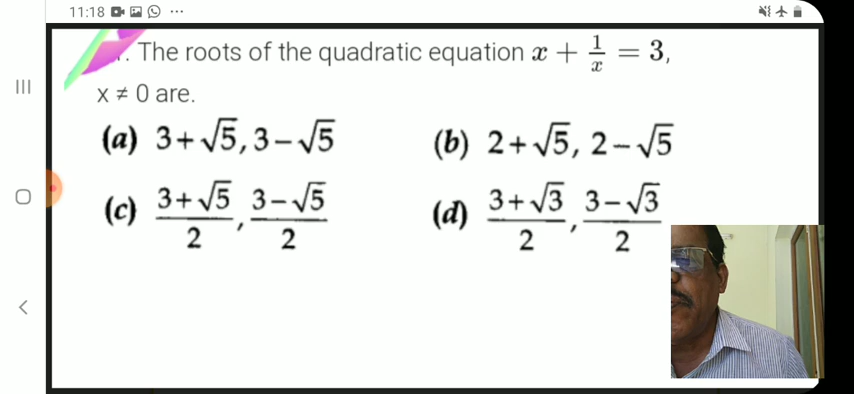 11:18
The roots of the quadratic equation x + 1/x = 3,
x ≠ 0 are.
(a) 3+√5, 3−√5 (b) 2+√5, 2−√5
(c) 3+√5/2, 3−√5/2 (d) 3+√3/2, 3−√3/2